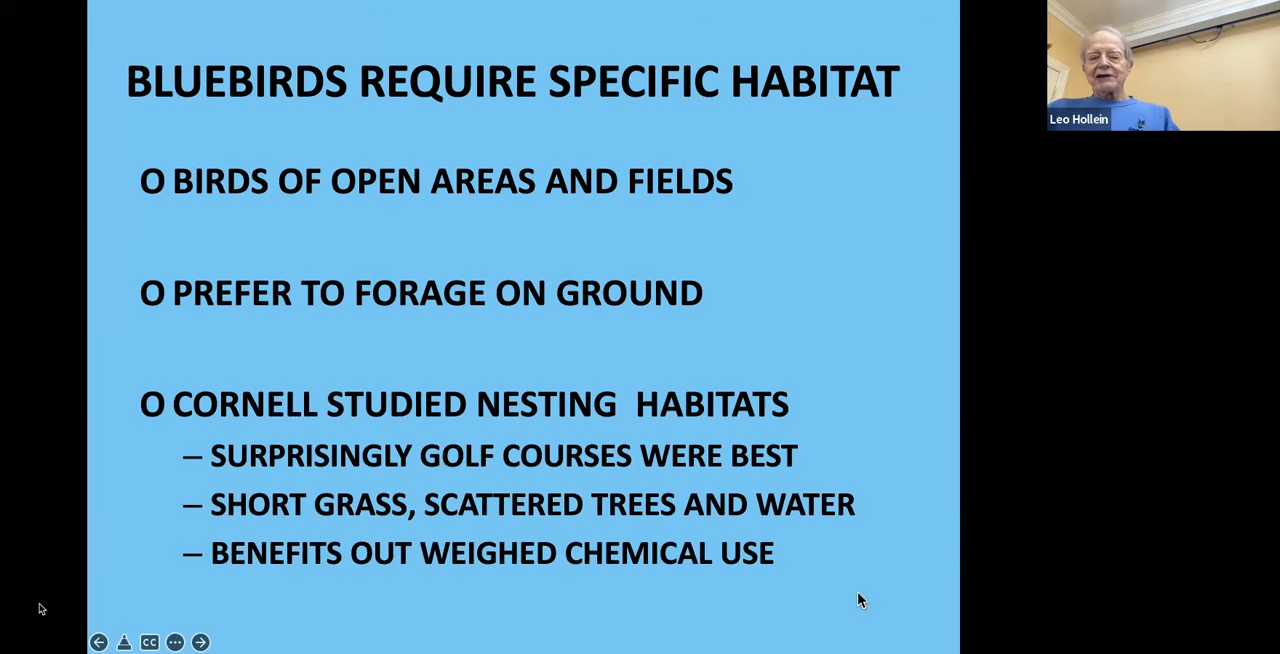 BLUEBIRDS REQUIRE SPECIFIC HABITAT
O BIRDS OF OPEN AREAS AND FIELDS
O PREFER TO FORAGE ON GROUND
O CORNELL STUDIED NESTING  HABITATS
– SURPRISINGLY GOLF COURSES WERE BEST
– SHORT GRASS, SCATTERED TREES AND WATER
– BENEFITS OUT WEIGHED CHEMICAL USE
Leo Hollein
CC